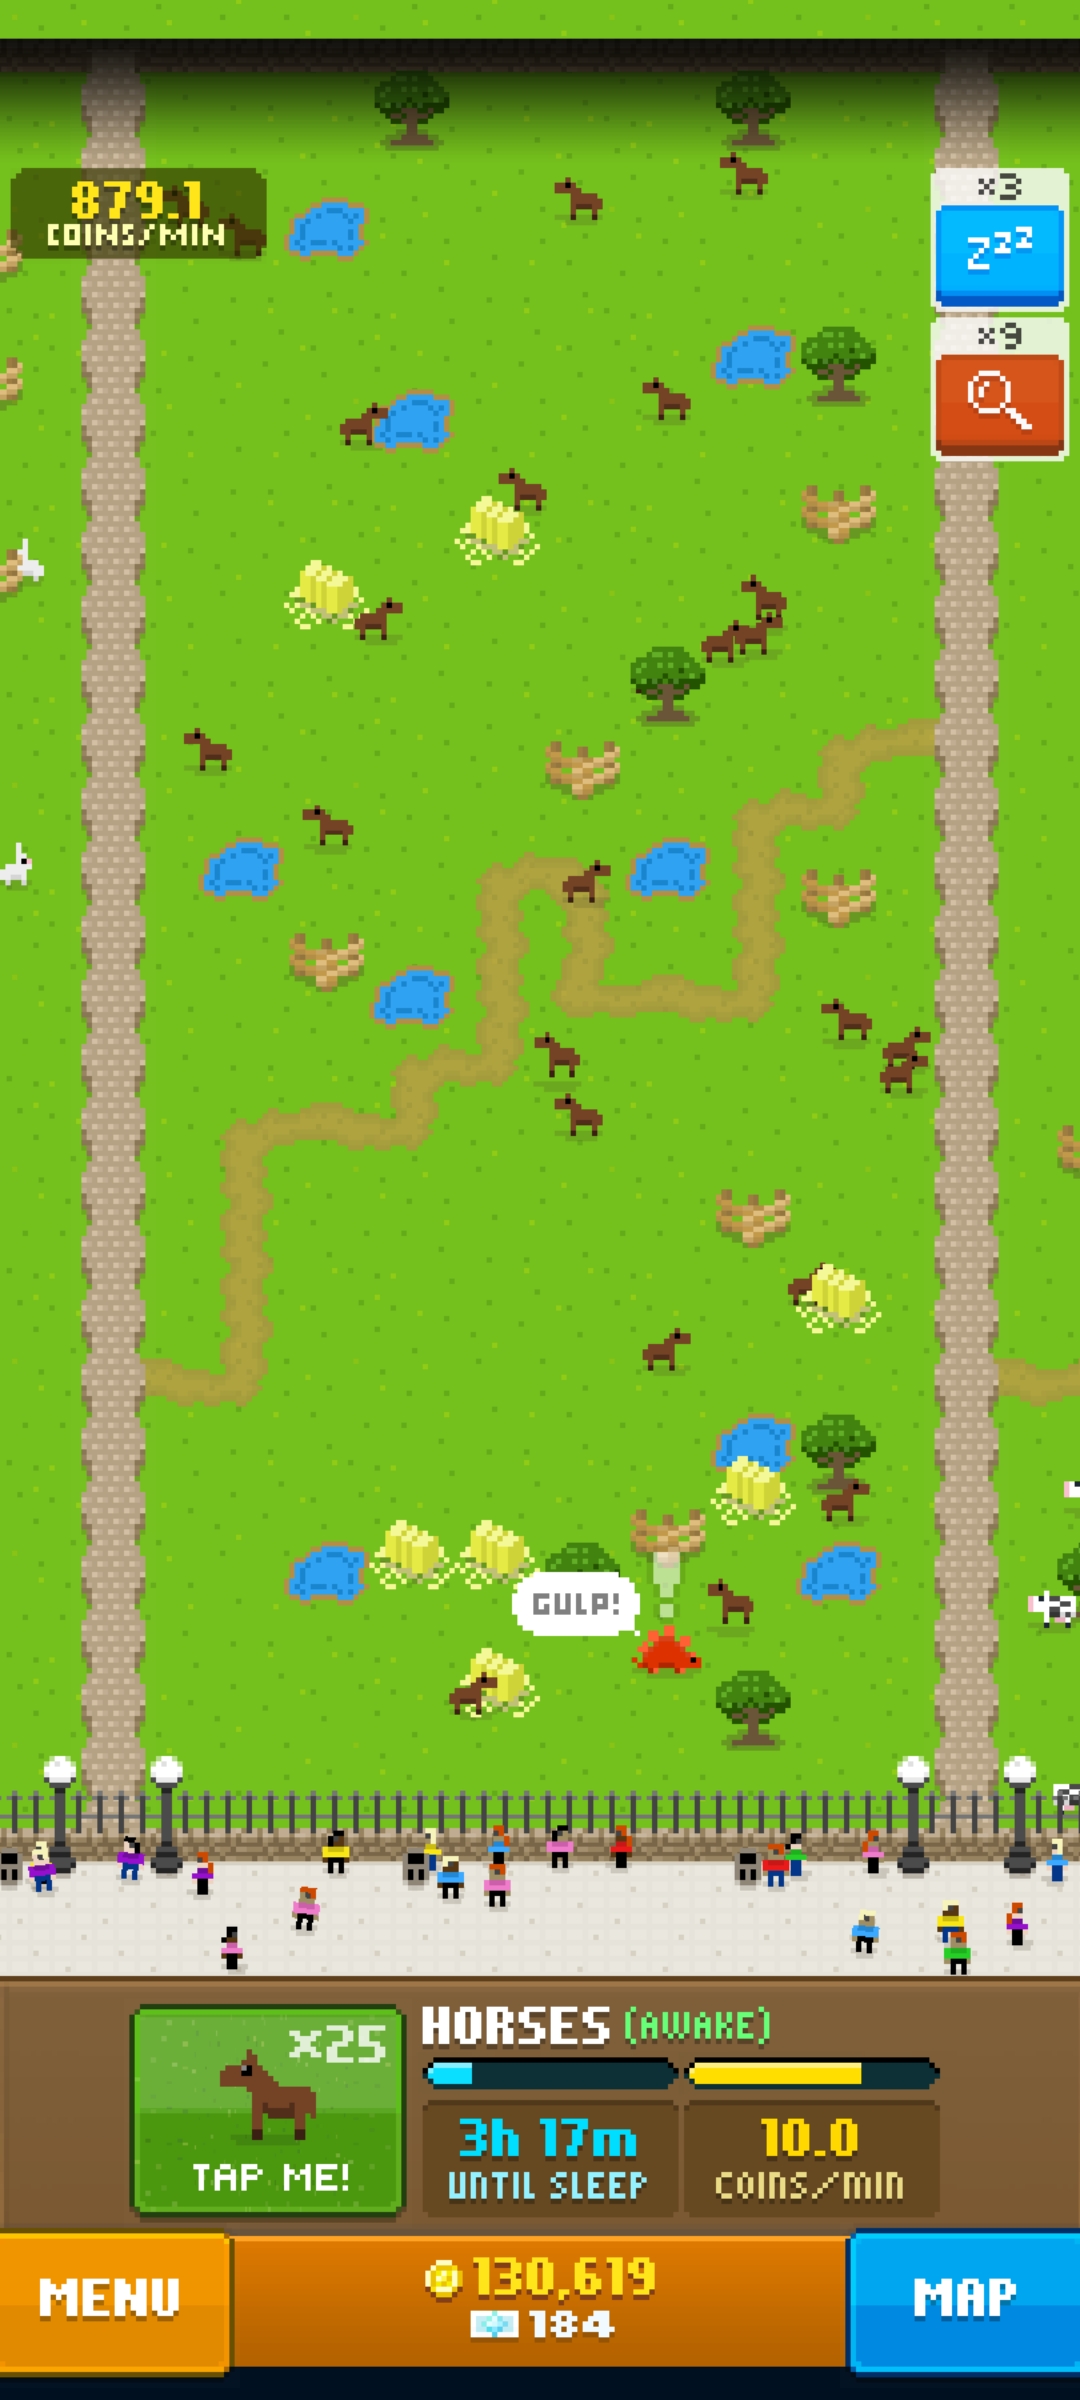 879.1
COINS/MIN
x3
zzz
x9
GULP!
x25
TAP ME!
HORSES (AWAKE)
3h 17m
UNTIL SLEEP
10.0
COINS/MIN
MENU
130,619
184
MAP